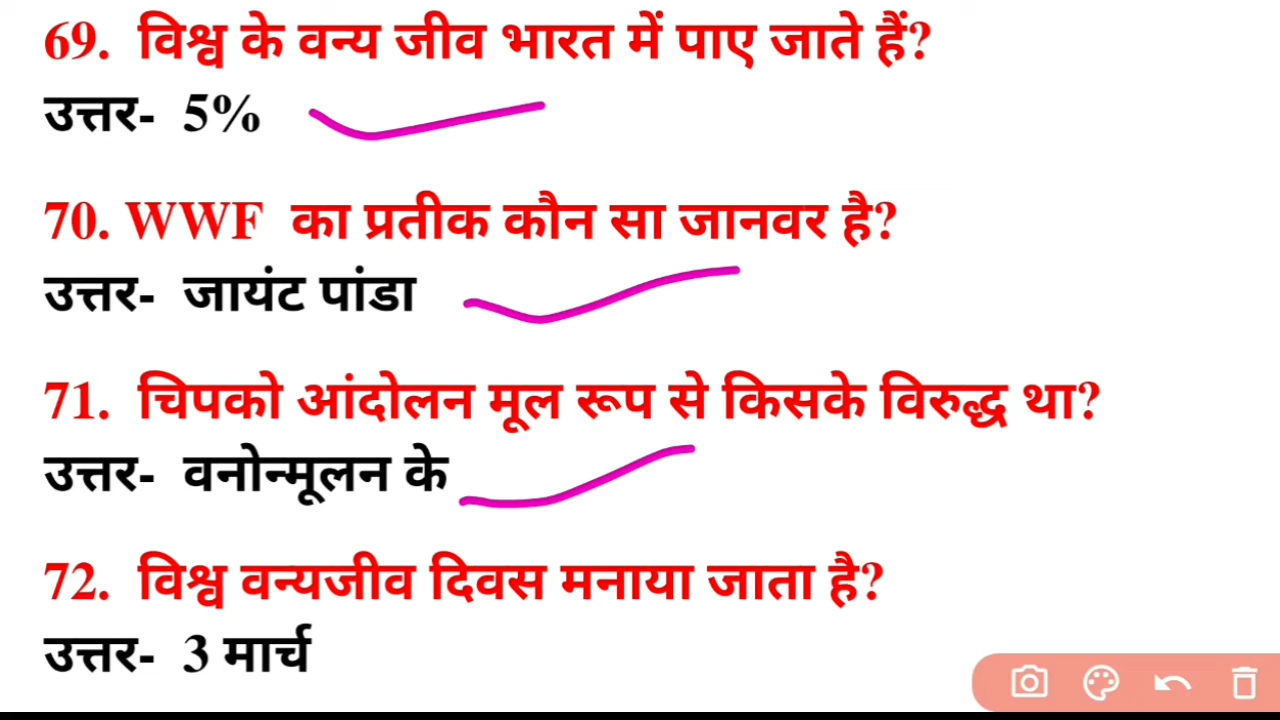 69. विश्व के वन्य जीव भारत में पाए जाते हैं?
उत्तर- 5%
70. WWF का प्रतीक कौन सा जानवर है?
उत्तर- जायंट पांडा
71. चिपको आंदोलन मूल रूप से किसके विरुद्ध था?
उत्तर- वनोन्मूलन के
72. विश्व वन्यजीव दिवस मनाया जाता है?
उत्तर- 3 मार्च